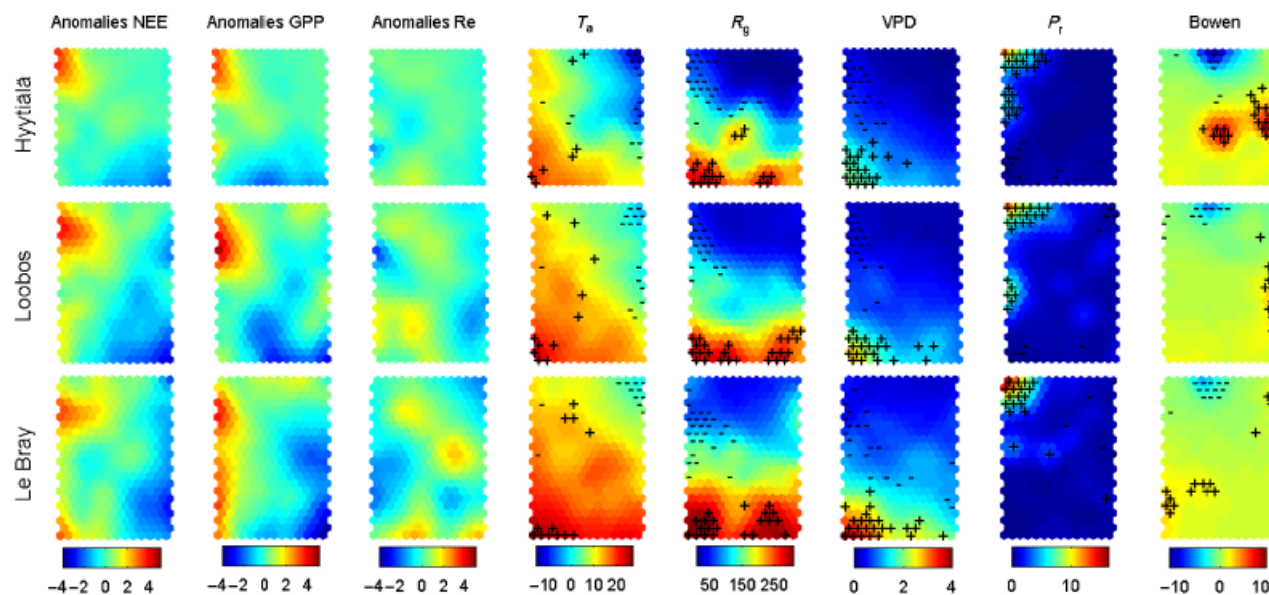 Anomalies NEE Anomalies GPP Anomalies Re Ta Rg VPD Pr Bowen
Hyytiälä
Loobos
Le Bray
−4 −2 0 2 4 −4 −2 0 2 4 −4 −2 0 2 4 −10 0 10 20 50 150 250 0 2 4 0 10 −10 0 10